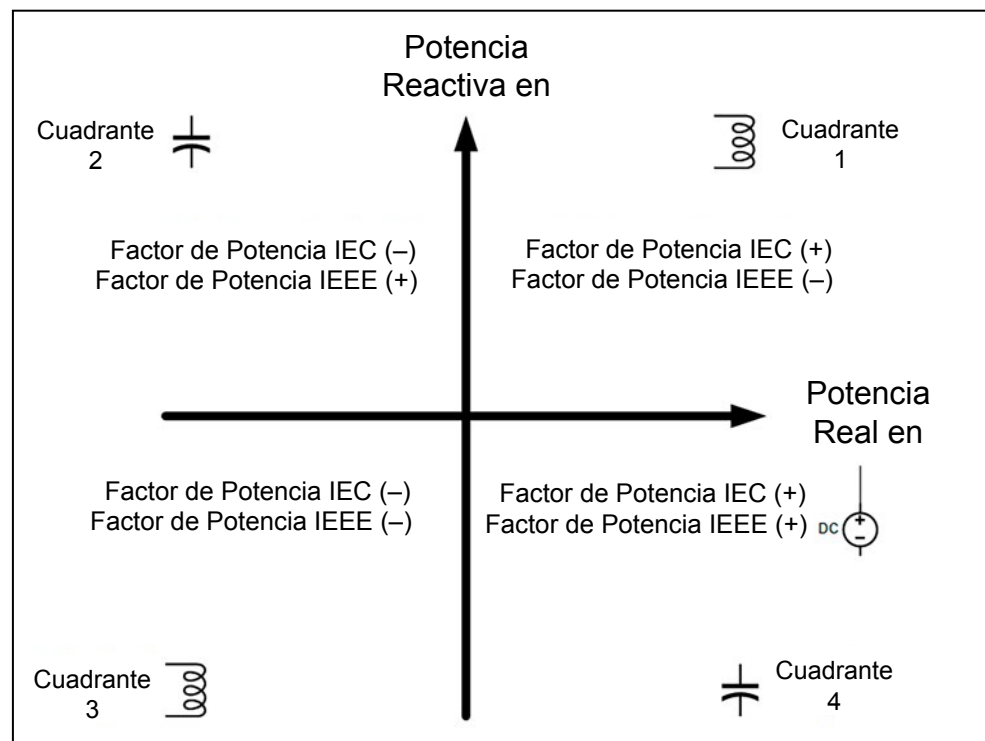 Potencia
Reactiva en
Cuadrante
2
Cuadrante
1
Factor de Potencia IEC (–)
Factor de Potencia IEEE (+)
Factor de Potencia IEC (+)
Factor de Potencia IEEE (–)
Potencia
Real en
Factor de Potencia IEC (–)
Factor de Potencia IEEE (–)
Factor de Potencia IEC (+)
Factor de Potencia IEEE (+)
DC
+
–
Cuadrante
3
Cuadrante
4